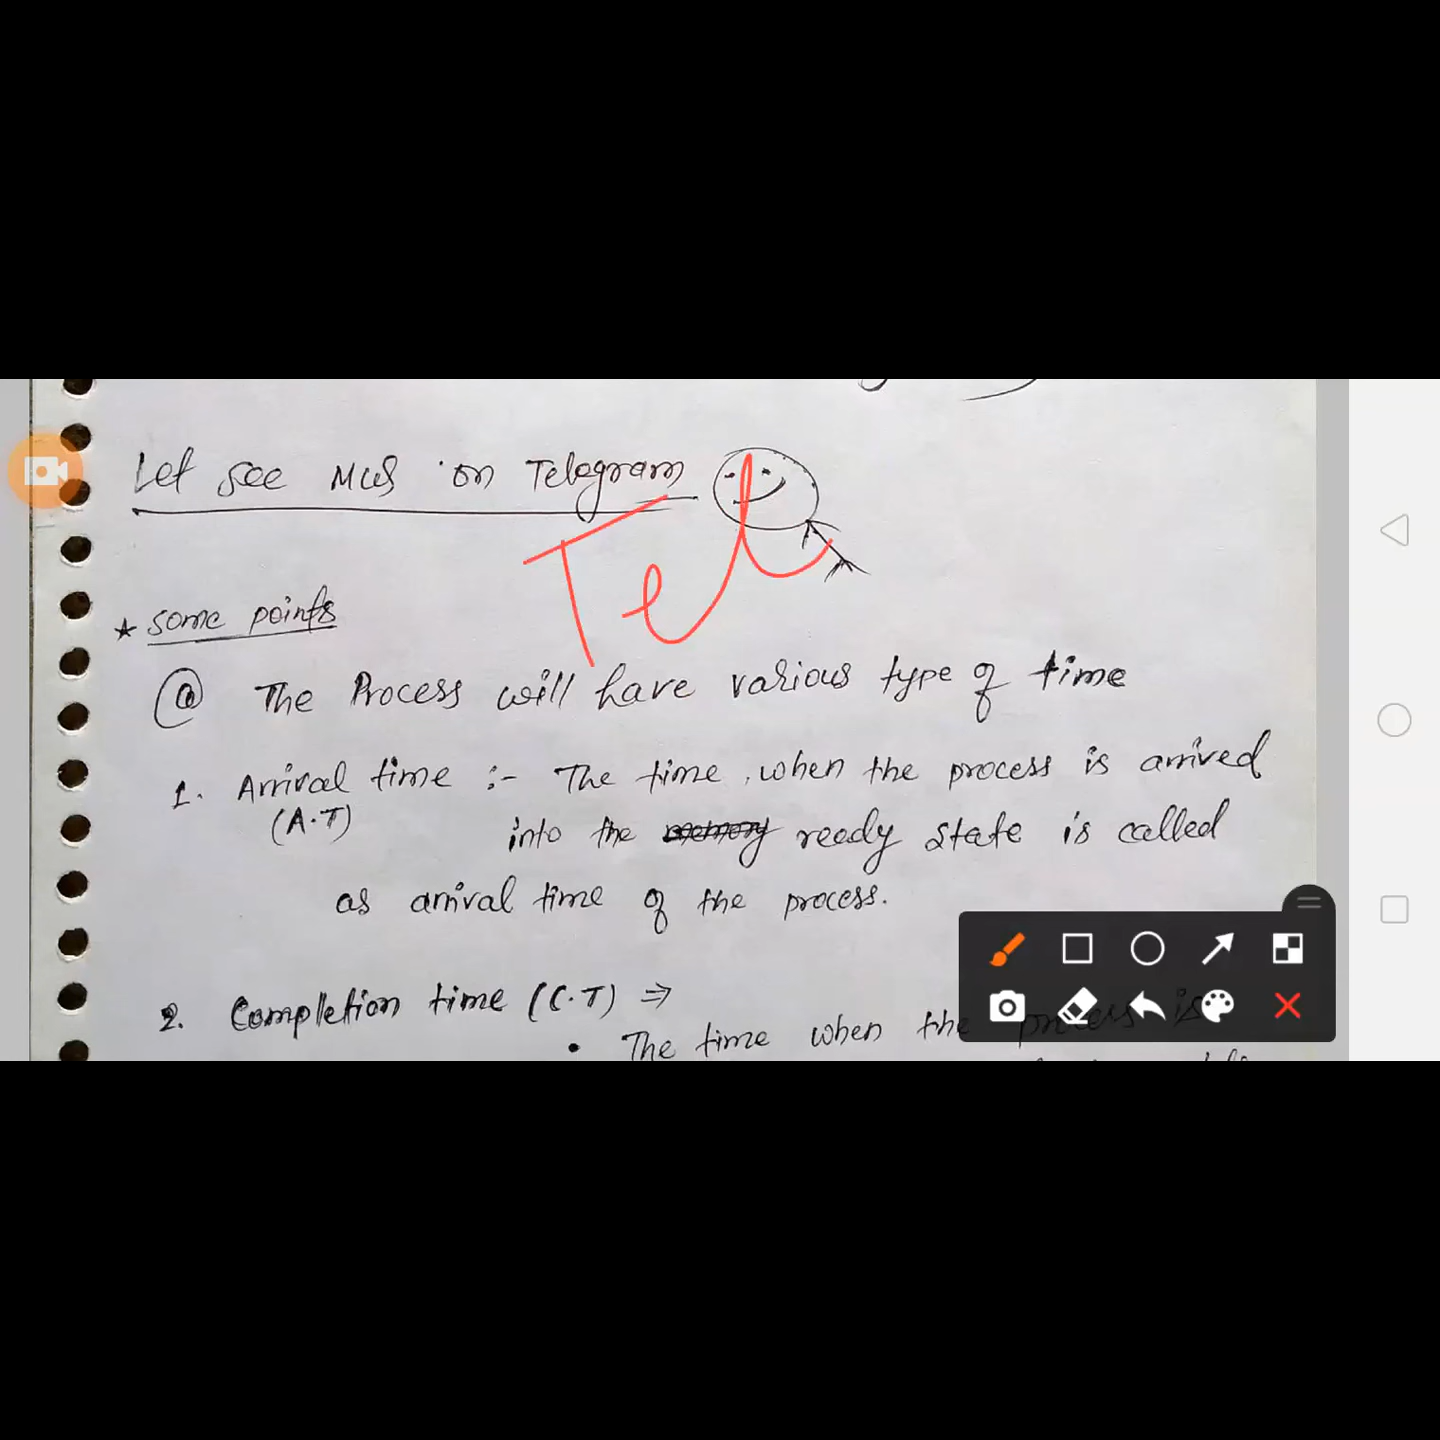 Let see MCQ on Telegram
Tel
★ some points
@ The Process will have various type of time
1. Arrival time :- The time, when the process is arrived
(A.T) into the ready state is called
as arrival time of the process.
2. Completion time (C.T) ⇒
• The time when the process is